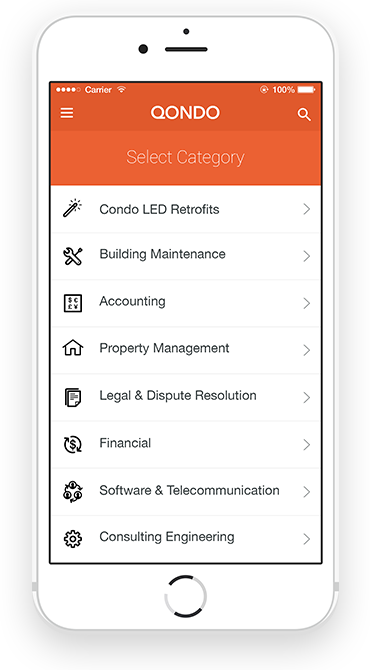 Carrier 100%
QONDO
Select Category
Condo LED Retrofits
Building Maintenance
$ €
£ ¥
Accounting
Property Management
Legal & Dispute Resolution
$
Financial
Software & Telecommunication
Consulting Engineering